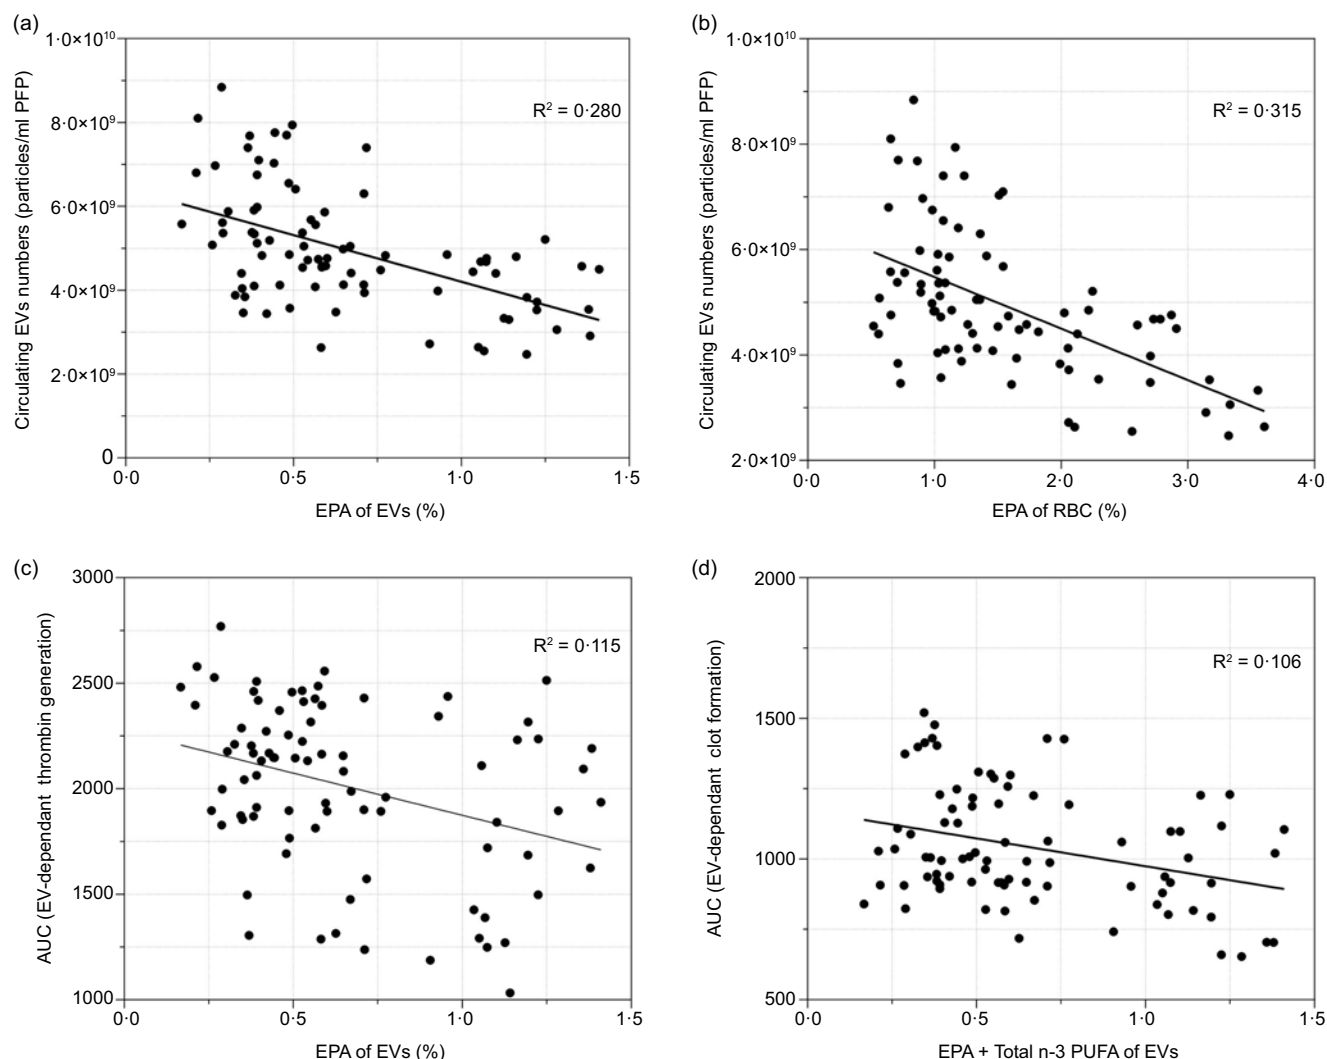 (a)
Circulating EVs numbers (particles/ml PFP)
1·0×10¹⁰
8·0×10⁹
6·0×10⁹
4·0×10⁹
2·0×10⁹
0
R² = 0·280
0·0 0·5 1·0 1·5
EPA of EVs (%)
(b)
Circulating EVs numbers (particles/ml PFP)
1·0×10¹⁰
8·0×10⁹
6·0×10⁹
4·0×10⁹
2·0×10⁹
R² = 0·315
0·0 1·0 2·0 3·0 4·0
EPA of RBC (%)
(c)
AUC (EV-dependant thrombin generation)
3000
2500
2000
1500
1000
R² = 0·115
0·0 0·5 1·0 1·5
EPA of EVs (%)
(d)
AUC (EV-dependant clot formation)
2000
1500
1000
500
R² = 0·106
0·0 0·5 1·0 1·5
EPA + Total n-3 PUFA of EVs